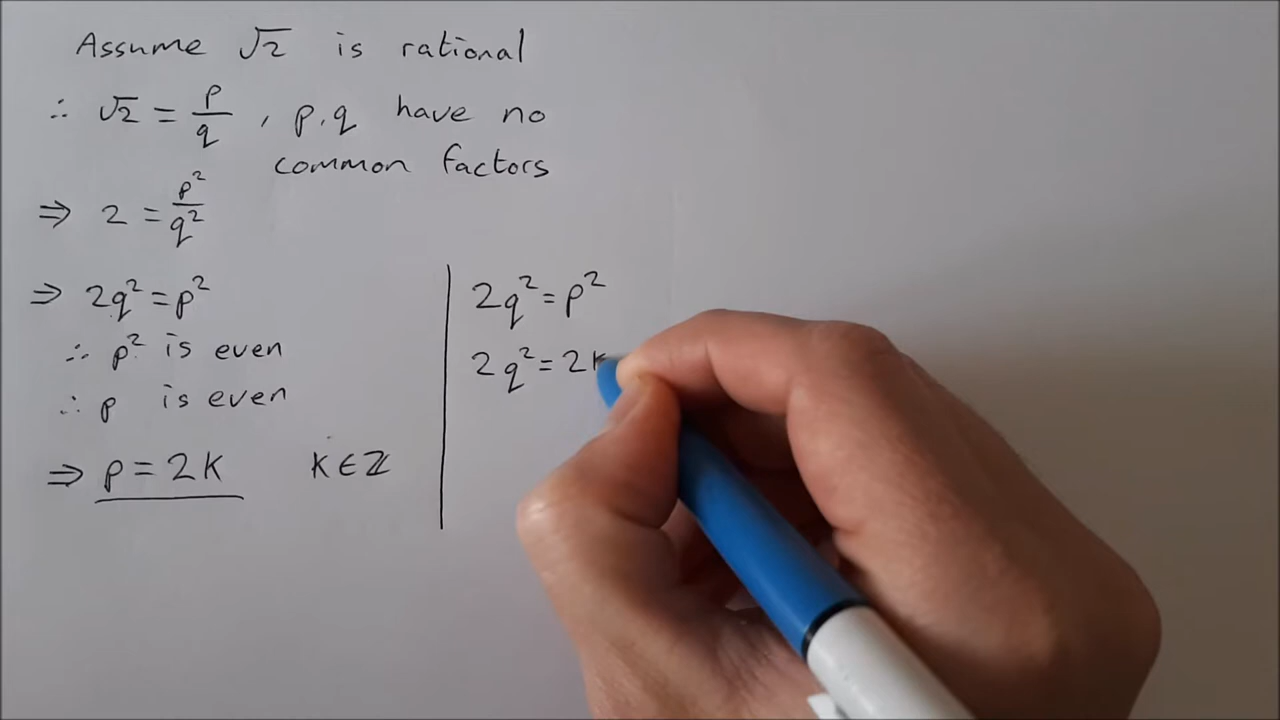 Assume √2 is rational
∴ √2 = p/q , p,q have no
common factors
⇒ 2 = p²/q²
⇒ 2q² = p²
∴ p² is even
∴ p is even
⇒ p = 2K K ∈ ℤ
2q² = p²
2q² = 2K